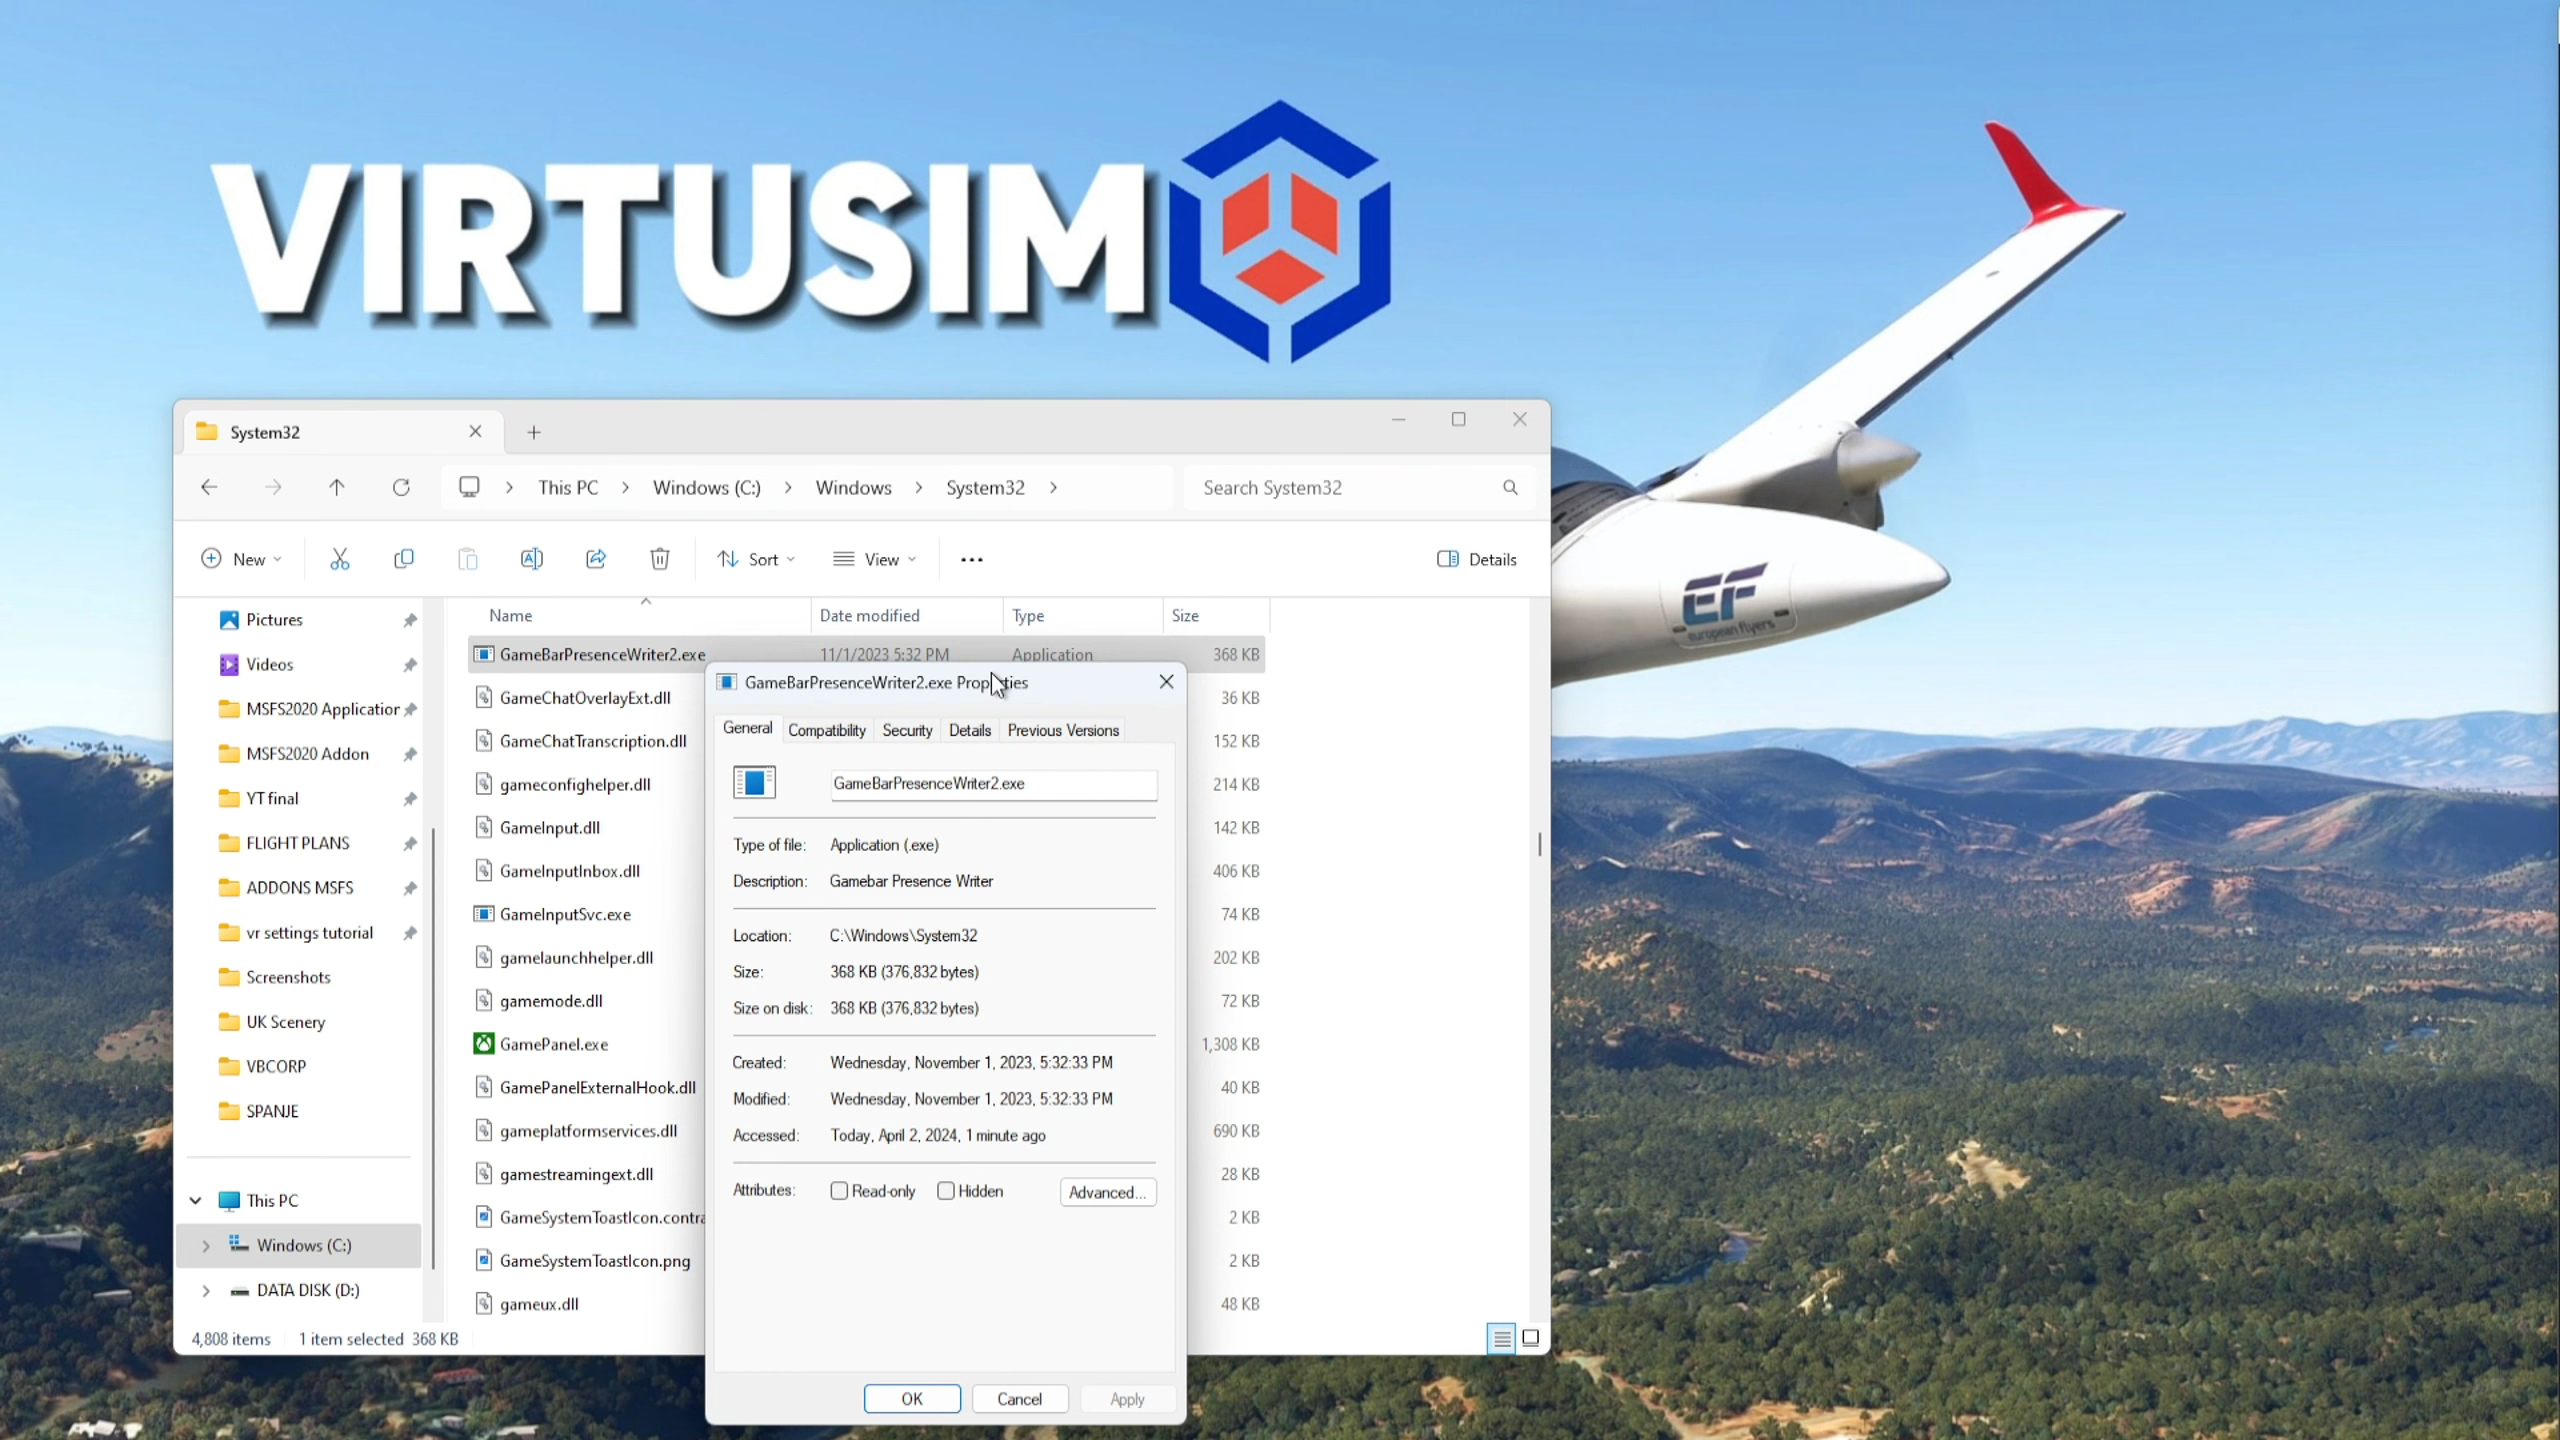 VIRTUSIM
System32
This PC > Windows (C:) > Windows > System32 >
Search System32
New
Sort
View
Details
EF
european flyers
Pictures
Videos
MSFS2020 Application
MSFS2020 Addon
YT final
FLIGHT PLANS
ADDONS MSFS
vr settings tutorial
Screenshots
UK Scenery
VBCORP
SPANJE
This PC
Windows (C:)
DATA DISK (D:)
Name Date modified Type Size
GameBarPresenceWriter2.exe 11/1/2023 5:32 PM Application 368 KB
GameChatOverlayExt.dll 36 KB
GameChatTranscription.dll 152 KB
gameconfighelper.dll 214 KB
GameInput.dll 142 KB
GameInputInbox.dll 406 KB
GameInputSvc.exe 74 KB
gamelaunchhelper.dll 202 KB
gamemode.dll 72 KB
GamePanel.exe 1,308 KB
GamePanelExternalHook.dll 40 KB
gameplatformservices.dll 690 KB
gamestreamingext.dll 28 KB
GameSystemToastIcon.contra 2 KB
GameSystemToastIcon.png 2 KB
gameux.dll 48 KB
4,808 items 1 item selected 368 KB
GameBarPresenceWriter2.exe Properties
General Compatibility Security Details Previous Versions
GameBarPresenceWriter2.exe
Type of file: Application (.exe)
Description: Gamebar Presence Writer
Location: C:\Windows\System32
Size: 368 KB (376,832 bytes)
Size on disk: 368 KB (376,832 bytes)
Created: Wednesday, November 1, 2023, 5:32:33 PM
Modified: Wednesday, November 1, 2023, 5:32:33 PM
Accessed: Today, April 2, 2024, 1 minute ago
Attributes: Read-only Hidden Advanced...
OK Cancel Apply